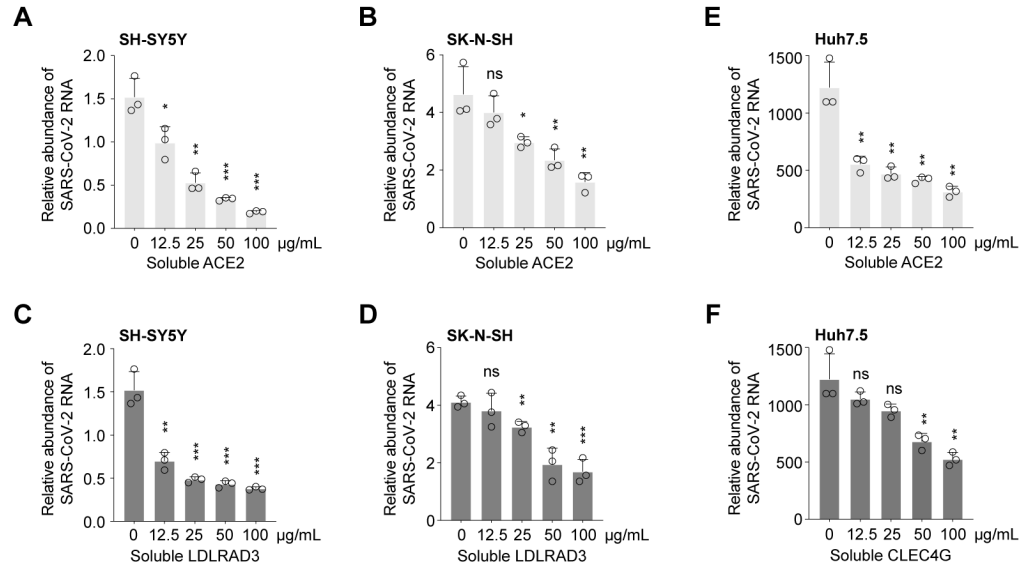 A
SH-SY5Y
Relative abundance of
SARS-CoV-2 RNA
2.0
1.5
1.0
0.5
0.0
*
**
***
***
0 12.5 25 50 100 µg/mL
Soluble ACE2
B
SK-N-SH
Relative abundance of
SARS-CoV-2 RNA
6
4
2
0
ns
*
**
**
0 12.5 25 50 100 µg/mL
Soluble ACE2
E
Huh7.5
Relative abundance of
SARS-CoV-2 RNA
1500
1000
500
0
**
**
**
**
0 12.5 25 50 100 µg/mL
Soluble ACE2
C
SH-SY5Y
Relative abundance of
SARS-CoV-2 RNA
2.0
1.5
1.0
0.5
0.0
**
***
***
***
0 12.5 25 50 100 µg/mL
Soluble LDLRAD3
D
SK-N-SH
Relative abundance of
SARS-CoV-2 RNA
6
4
2
0
ns
**
**
***
0 12.5 25 50 100 µg/mL
Soluble LDLRAD3
F
Huh7.5
Relative abundance of
SARS-CoV-2 RNA
1500
1000
500
0
ns
ns
**
**
0 12.5 25 50 100 µg/mL
Soluble CLEC4G